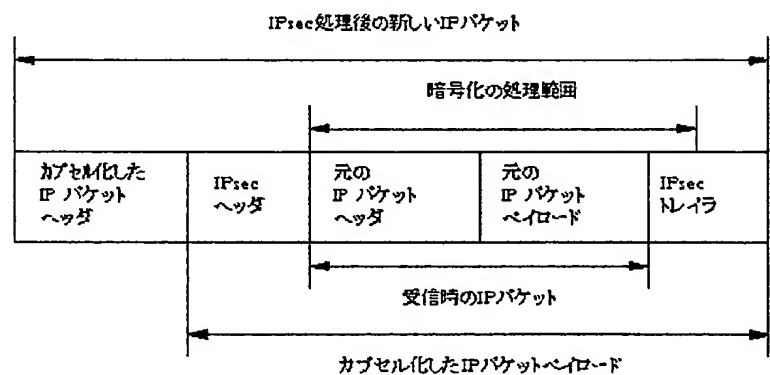 IPsec処理後の新しいIPパケット
暗号化の処理範囲
カプセル化した
IP パケット
ヘッダ
IPsec
ヘッダ
元の
IP パケット
ヘッダ
元の
IP パケット
ペイロード
IPsec
トレイラ
受信時のIPパケット
カプセル化したIPパケットペイロード